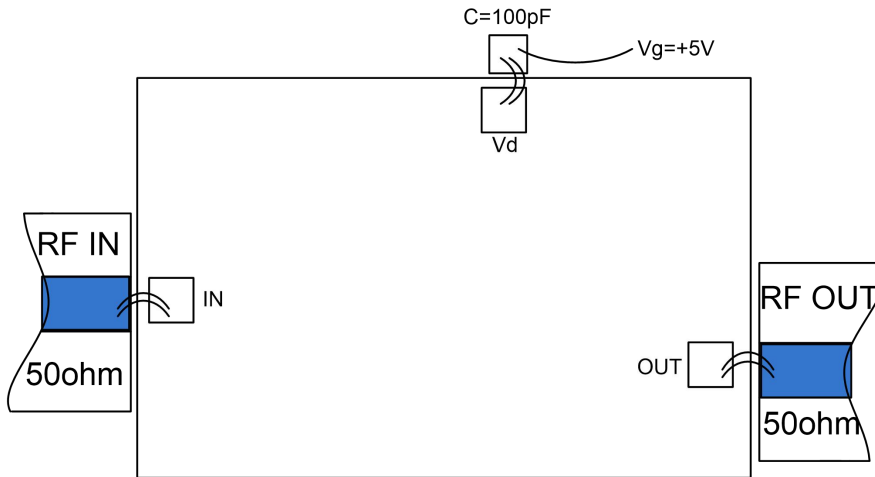 C=100pF
Vg=+5V
Vd
RF IN
IN
50ohm
RF OUT
OUT
50ohm